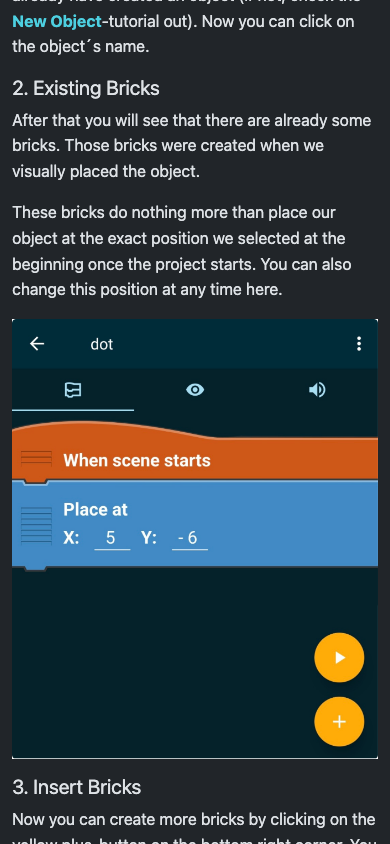 New Object-tutorial out). Now you can click on
the object´s name.
2. Existing Bricks
After that you will see that there are already some
bricks. Those bricks were created when we
visually placed the object.
These bricks do nothing more than place our
object at the exact position we selected at the
beginning once the project starts. You can also
change this position at any time here.
dot
When scene starts
Place at
X: 5 Y: - 6
3. Insert Bricks
Now you can create more bricks by clicking on the